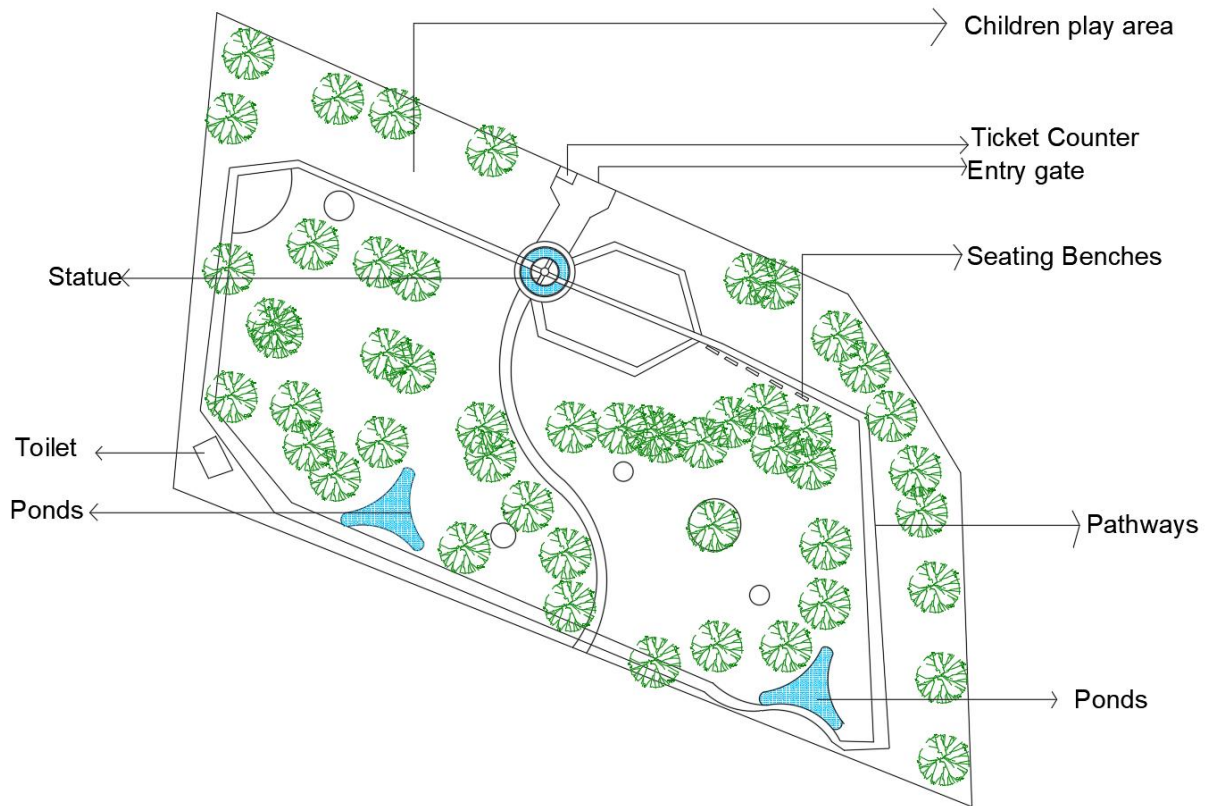 Children play area
Ticket Counter
Entry gate
Seating Benches
Statue
Toilet
Ponds
Pathways
Ponds